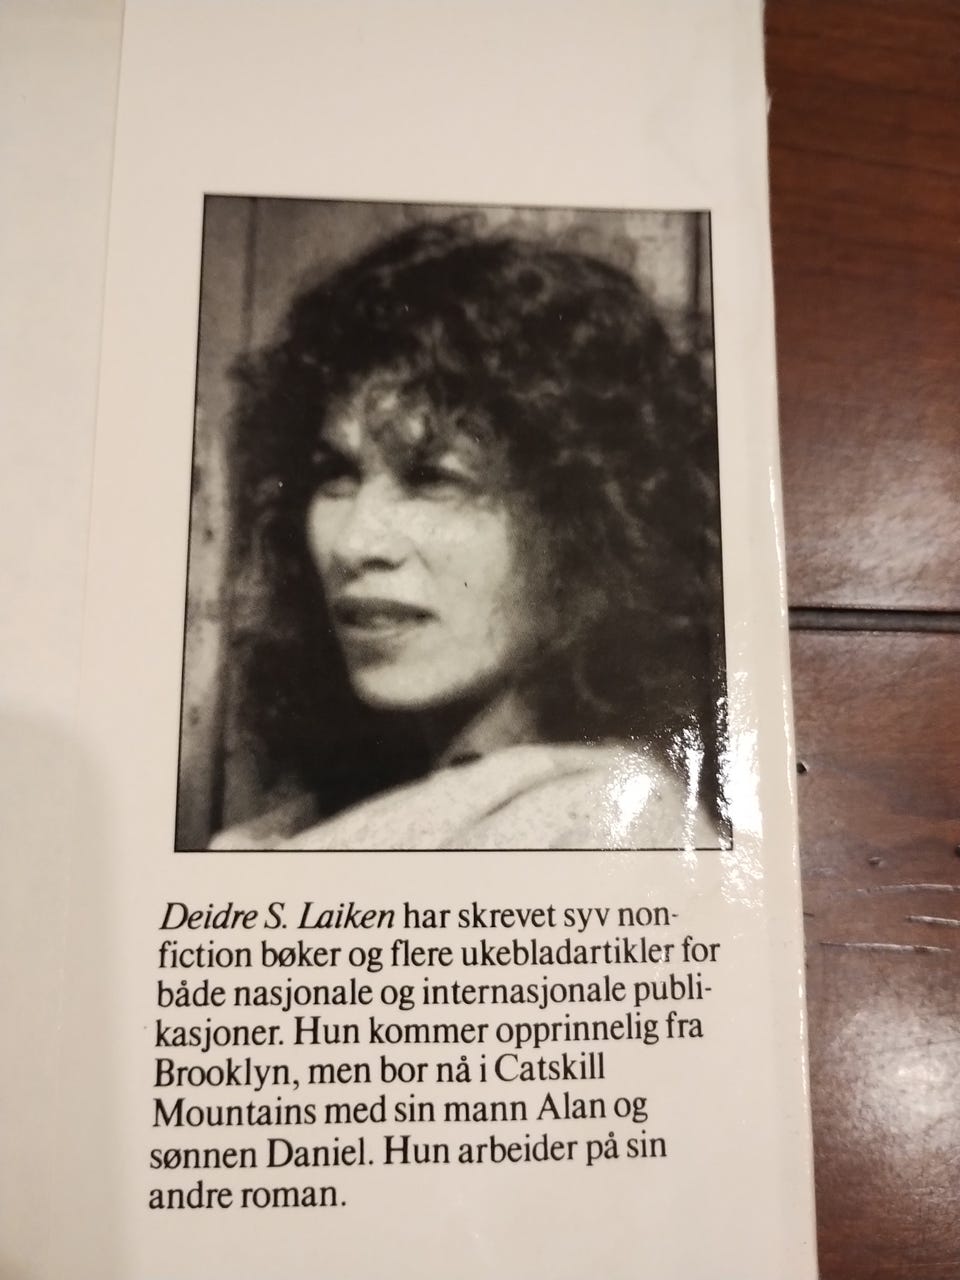 Deidre S. Laiken har skrevet syv non-
fiction bøker og flere ukebladartikler for
både nasjonale og internasjonale publi-
kasjoner. Hun kommer opprinnelig fra
Brooklyn, men bor nå i Catskill
Mountains med sin mann Alan og
sønnen Daniel. Hun arbeider på sin
andre roman.